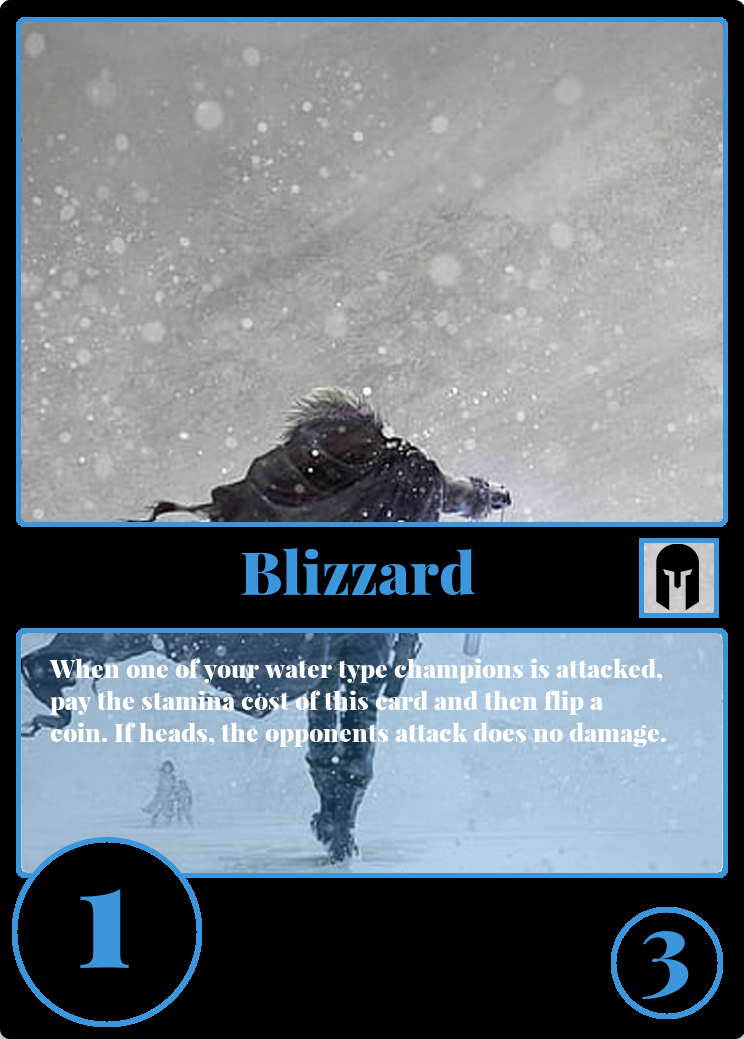 Blizzard
When one of your water type champions is attacked,
pay the stamina cost of this card and then flip a
coin. If heads, the opponents attack does no damage.
1
3